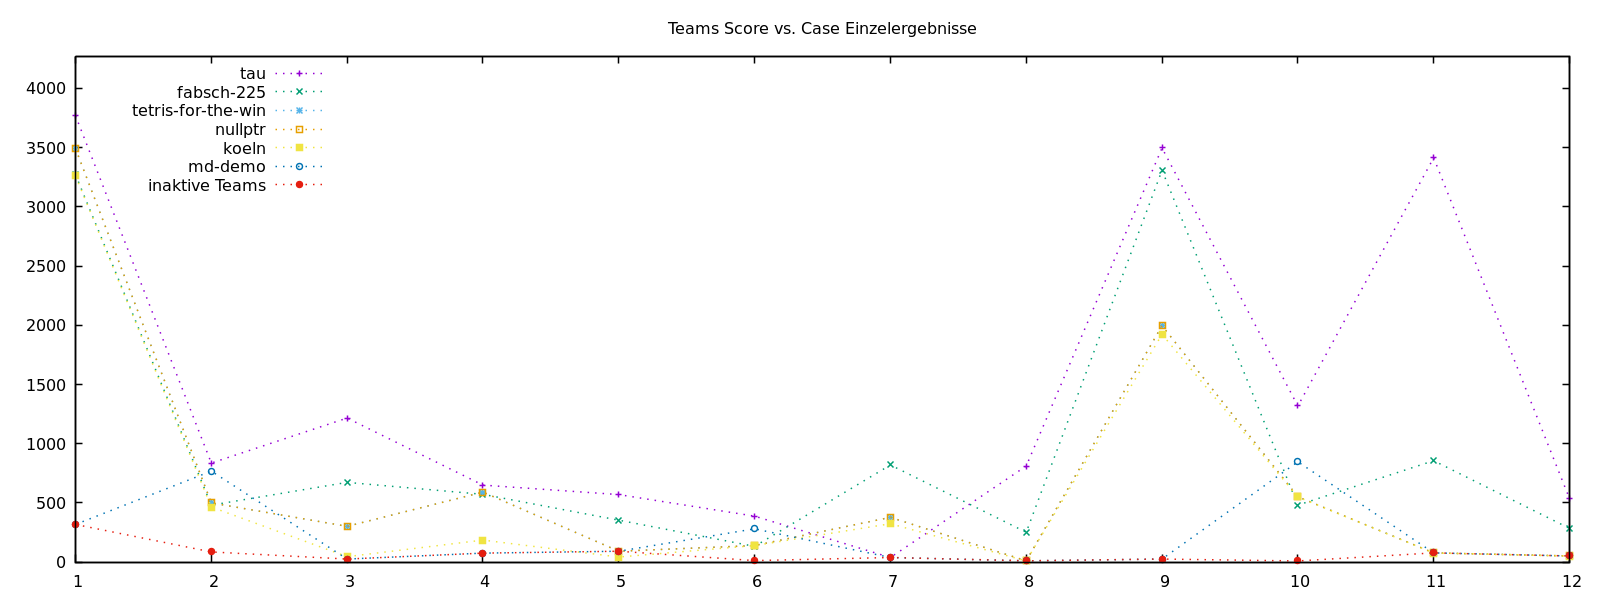 Teams Score vs. Case Einzelergebnisse
tau
fabsch-225
tetris-for-the-win
nullptr
koeln
md-demo
inaktive Teams
4000
3500
3000
2500
2000
1500
1000
500
0
1 2 3 4 5 6 7 8 9 10 11 12